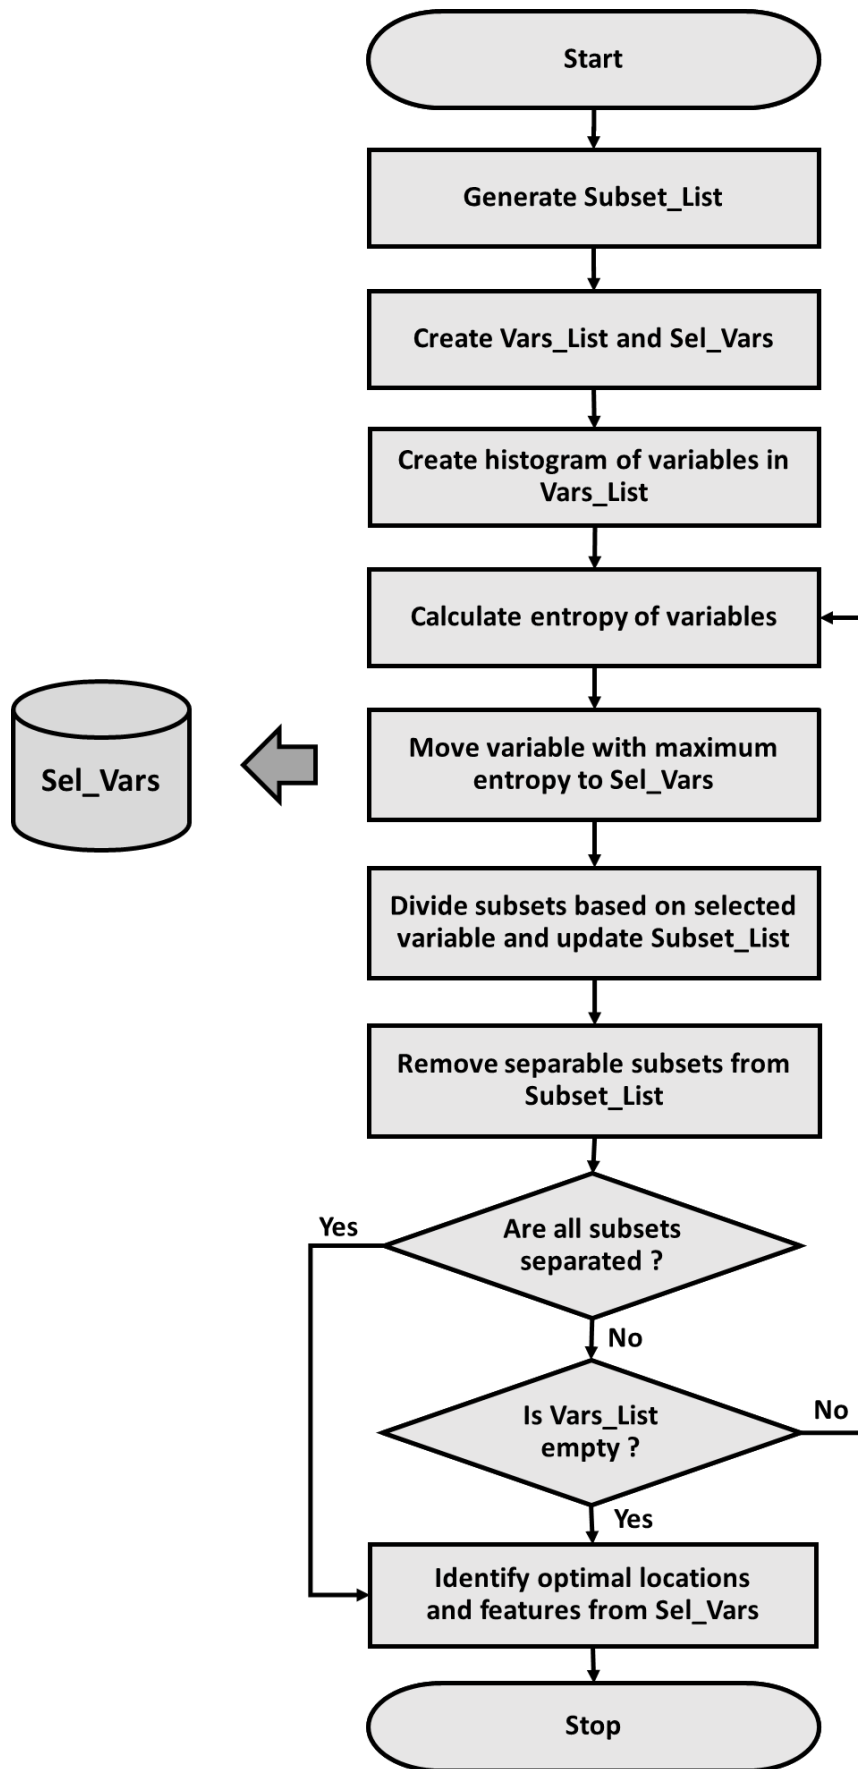 Start
Generate Subset_List
Create Vars_List and Sel_Vars
Create histogram of variables in
Vars_List
Calculate entropy of variables
Move variable with maximum
entropy to Sel_Vars
Sel_Vars
Divide subsets based on selected
variable and update Subset_List
Remove separable subsets from
Subset_List
Are all subsets
separated ?
Yes
No
Is Vars_List
empty ?
No
Yes
Identify optimal locations
and features from Sel_Vars
Stop